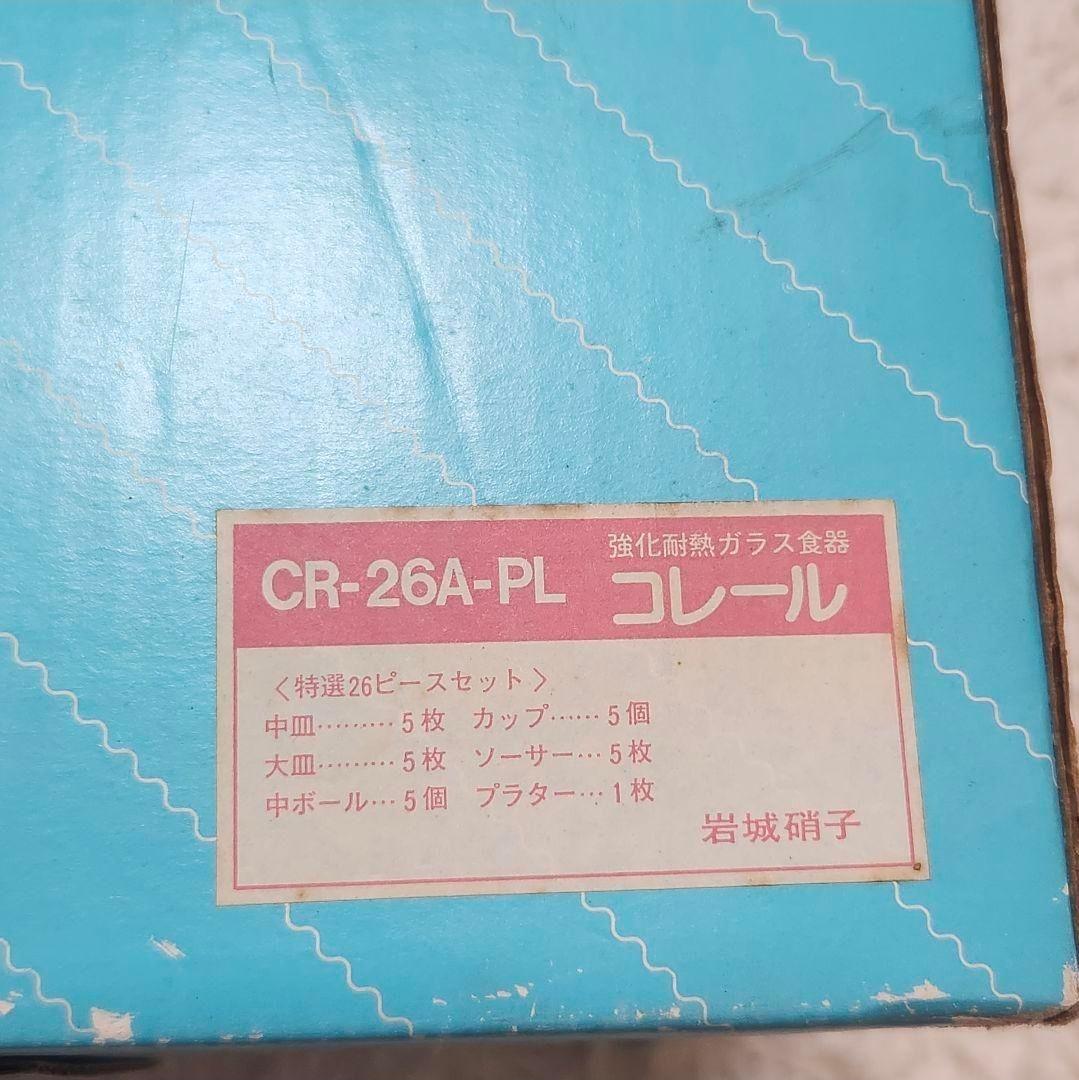 CR-26A-PL
強化耐熱ガラス食器
コレール
〈特選26ピースセット〉
中皿………5枚 カップ……5個
大皿………5枚 ソーサー…5枚
中ボール…5個 プラター…1枚
岩城硝子